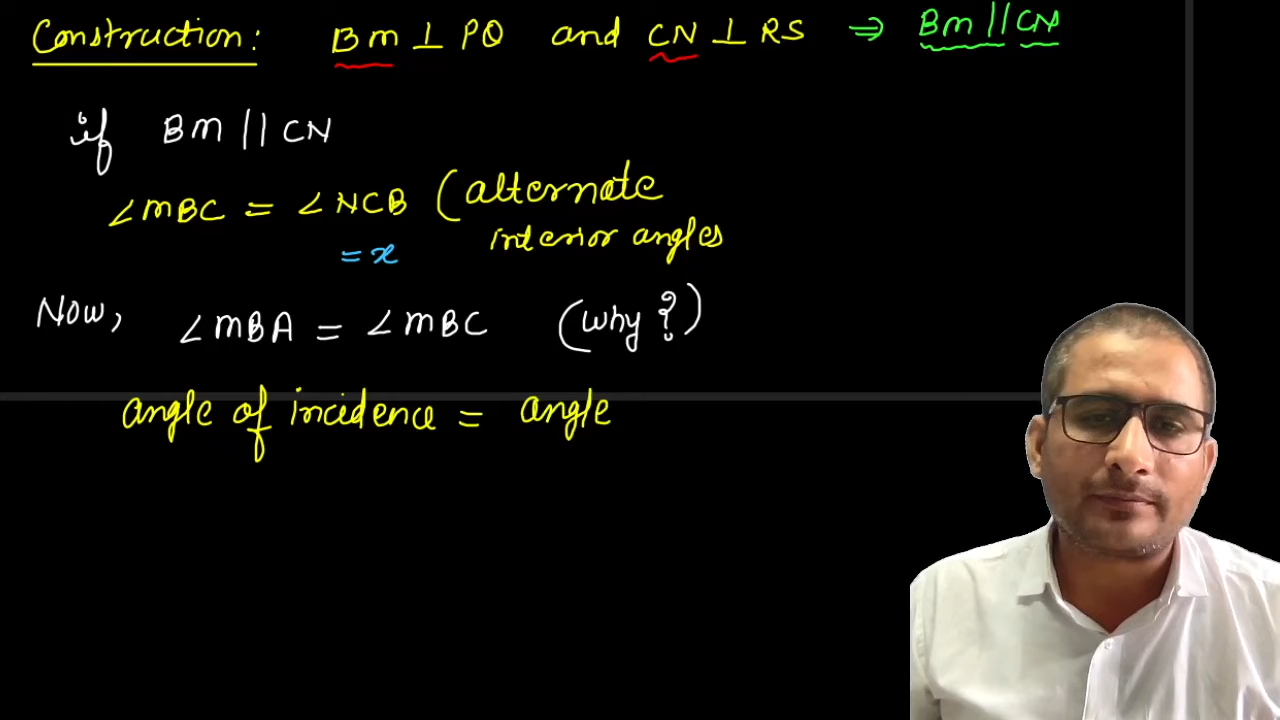 Construction: Bm ⊥ PQ and CN ⊥ RS ⇒ Bm || CN
if BM || CN
∠MBC = ∠NCB (alternate
interior angles
= x
Now, ∠MBA = ∠MBC (why?)
angle of incidence = angle